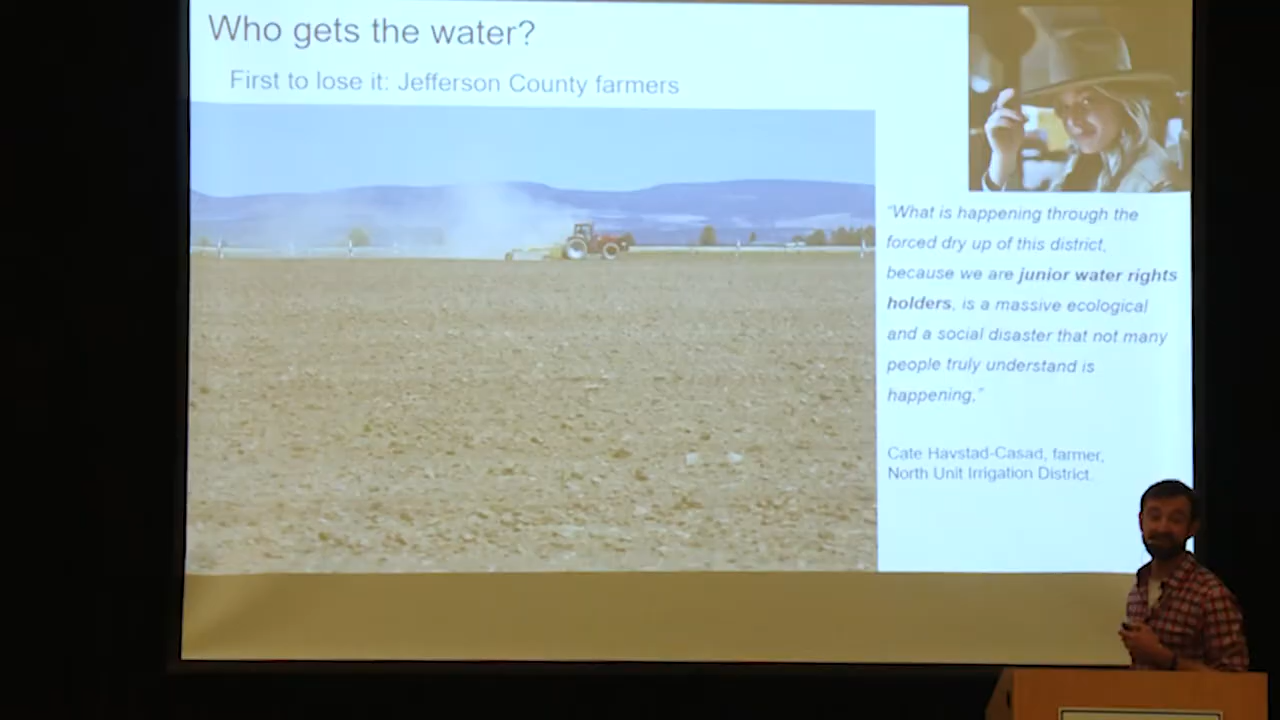 Who gets the water?
First to lose it: Jefferson County farmers
"What is happening through the
forced dry up of this district,
because we are junior water rights
holders, is a massive ecological
and a social disaster that not many
people truly understand is
happening."
Cate Havstad-Casad, farmer,
North Unit Irrigation District